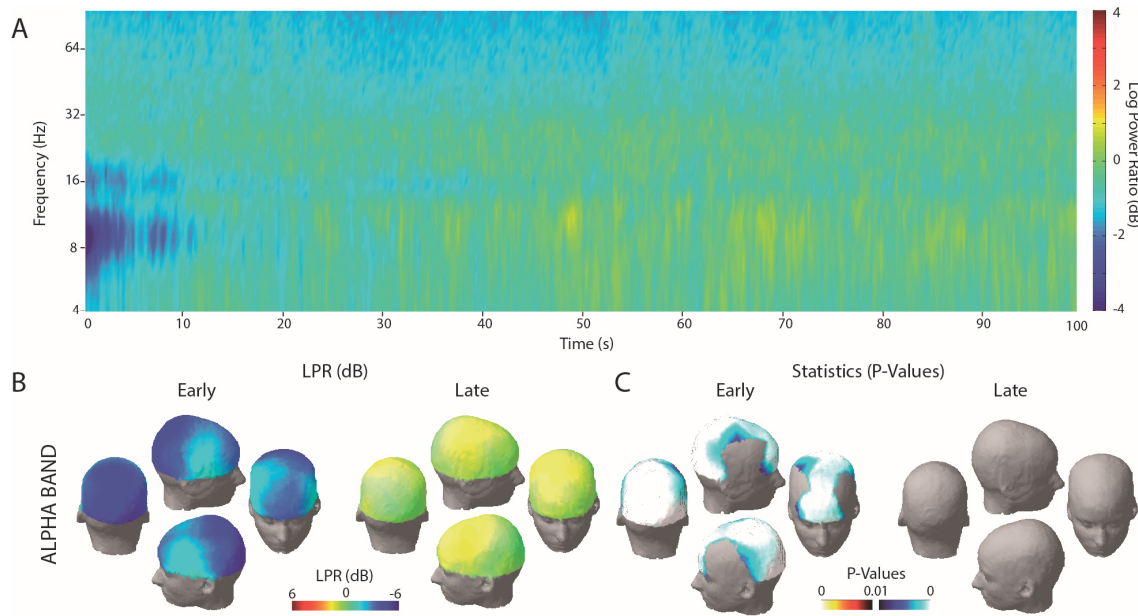 A
Frequency (Hz)
64
32
16
8
4
0 10 20 30 40 50 60 70 80 90 100
Time (s)
4
2
0
-2
-4
Log Power Ratio (dB)
B
LPR (dB)
Early
Late
C
Statistics (P-Values)
Early
Late
ALPHA BAND
LPR (dB)
6 0 -6
P-Values
0 0.01 0